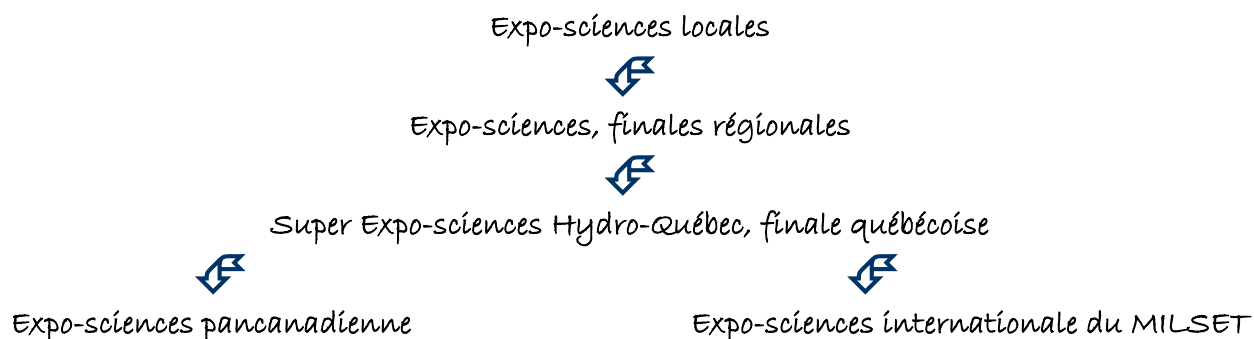 Expo-sciences locales
Expo-sciences, finales régionales
Super Expo-sciences Hydro-Québec, finale québécoise
Expo-sciences pancanadienne
Expo-sciences internationale du MILSET